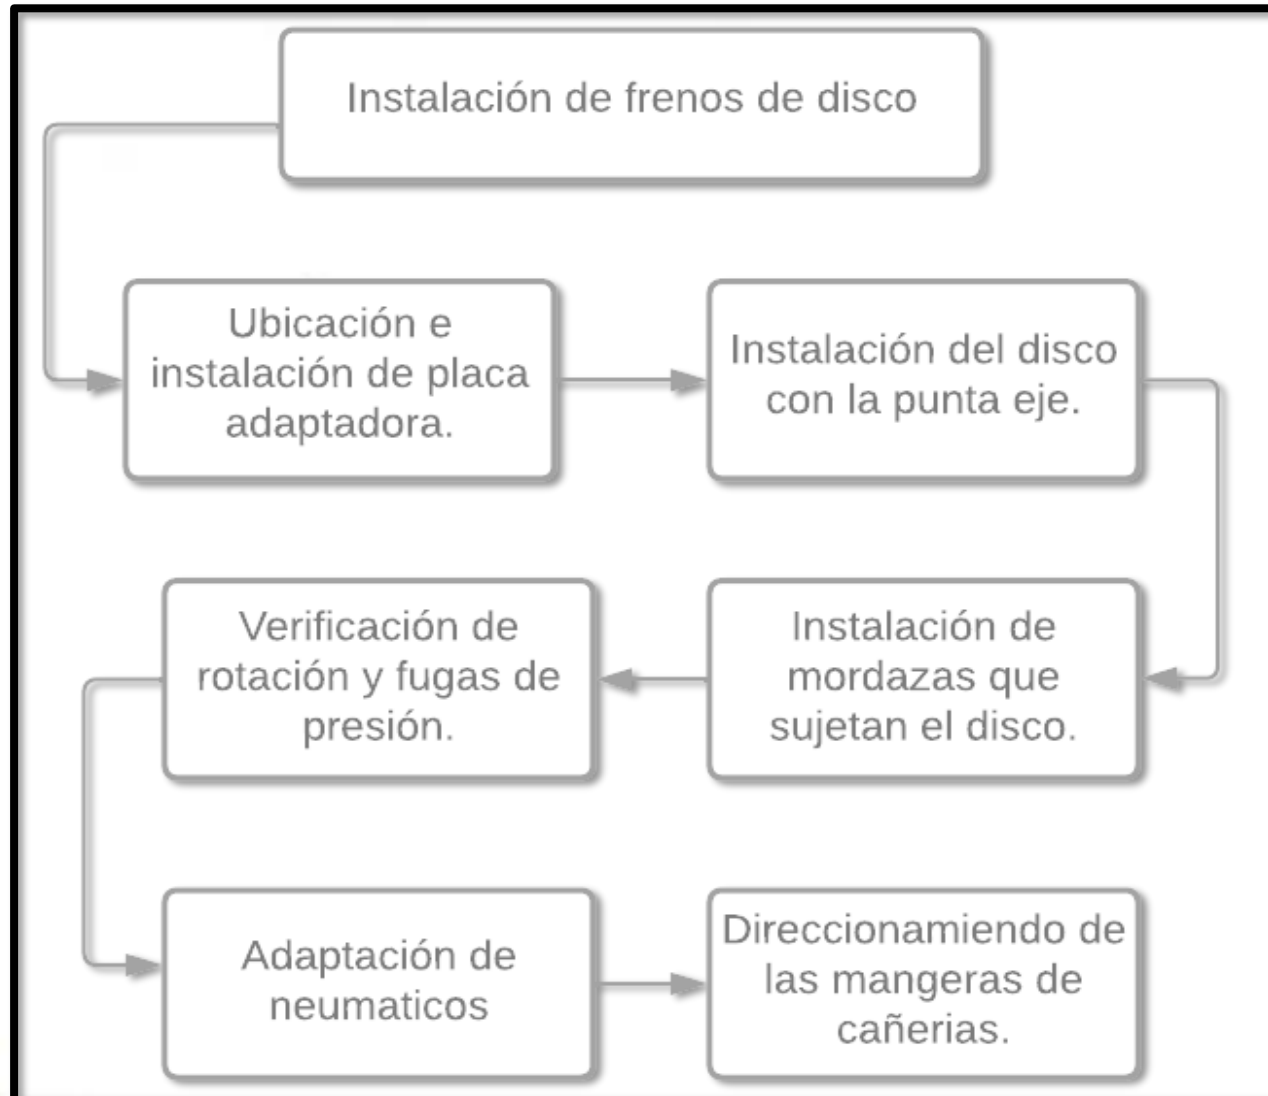 Instalación de frenos de disco
Ubicación e
instalación de placa
adaptadora.
Instalación del disco
con la punta eje.
Instalación de
mordazas que
sujetan el disco.
Verificación de
rotación y fugas de
presión.
Adaptación de
neumaticos
Direccionamiendo de
las mangeras de
cañerias.